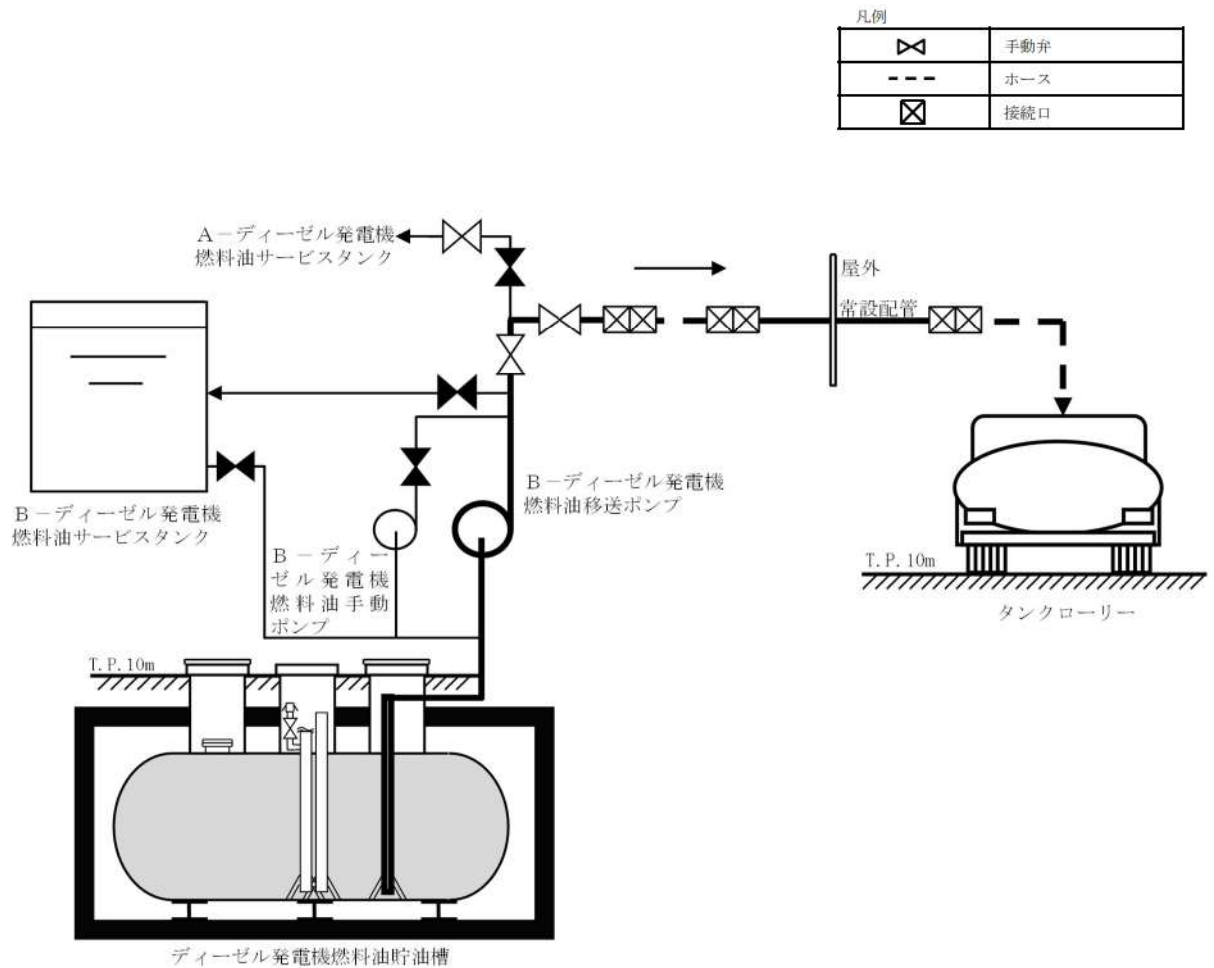 凡例
手動弁
ホース
接続口
A-ディーゼル発電機
燃料油サービスタンク
屋外
常設配管
B-ディーゼル発電機
燃料油移送ポンプ
B-ディーゼル発電機
燃料油サービスタンク
B-ディー
ゼル発電機
燃料油手動
ポンプ
T.P.10m
タンクローリー
T.P.10m
ディーゼル発電機燃料油貯油槽